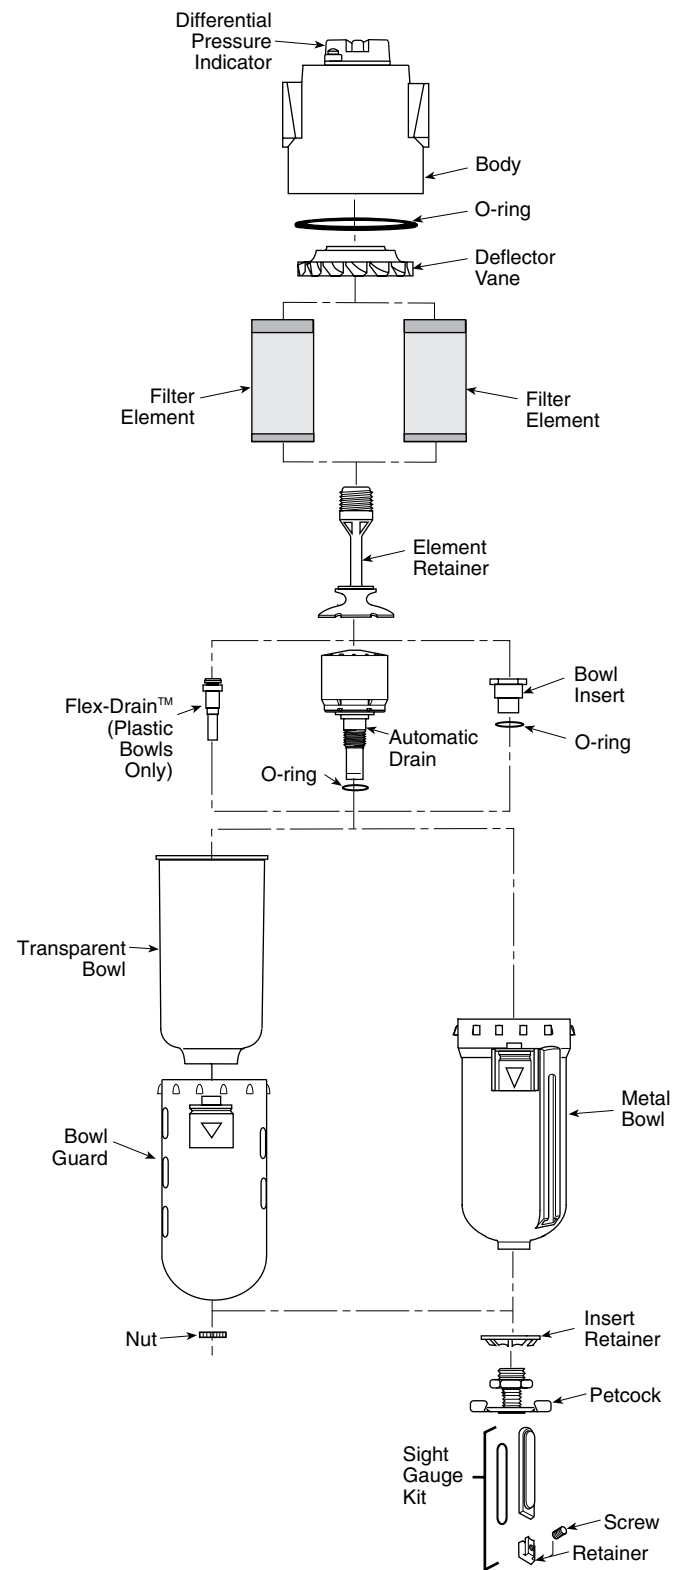 Differential
Pressure
Indicator
Body
O-ring
Deflector
Vane
Filter
Element
Filter
Element
Element
Retainer
Flex-Drain™
(Plastic
Bowls
Only)
Automatic
Drain
O-ring
Bowl
Insert
O-ring
Transparent
Bowl
Bowl
Guard
Metal
Bowl
Nut
Insert
Retainer
Petcock
Sight
Gauge
Kit
Screw
Retainer